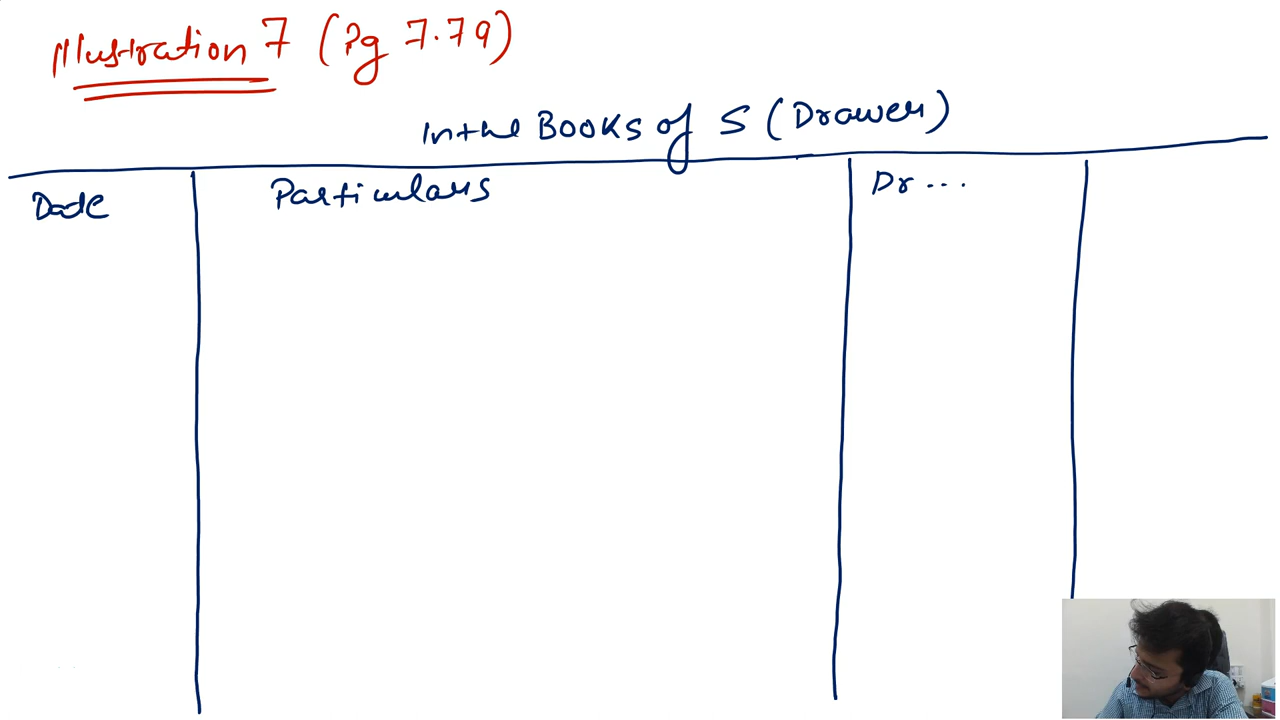 Illustration 7 (Pg 7.79)
In the Books of S (Drawer)
Date Particulars Dr ...